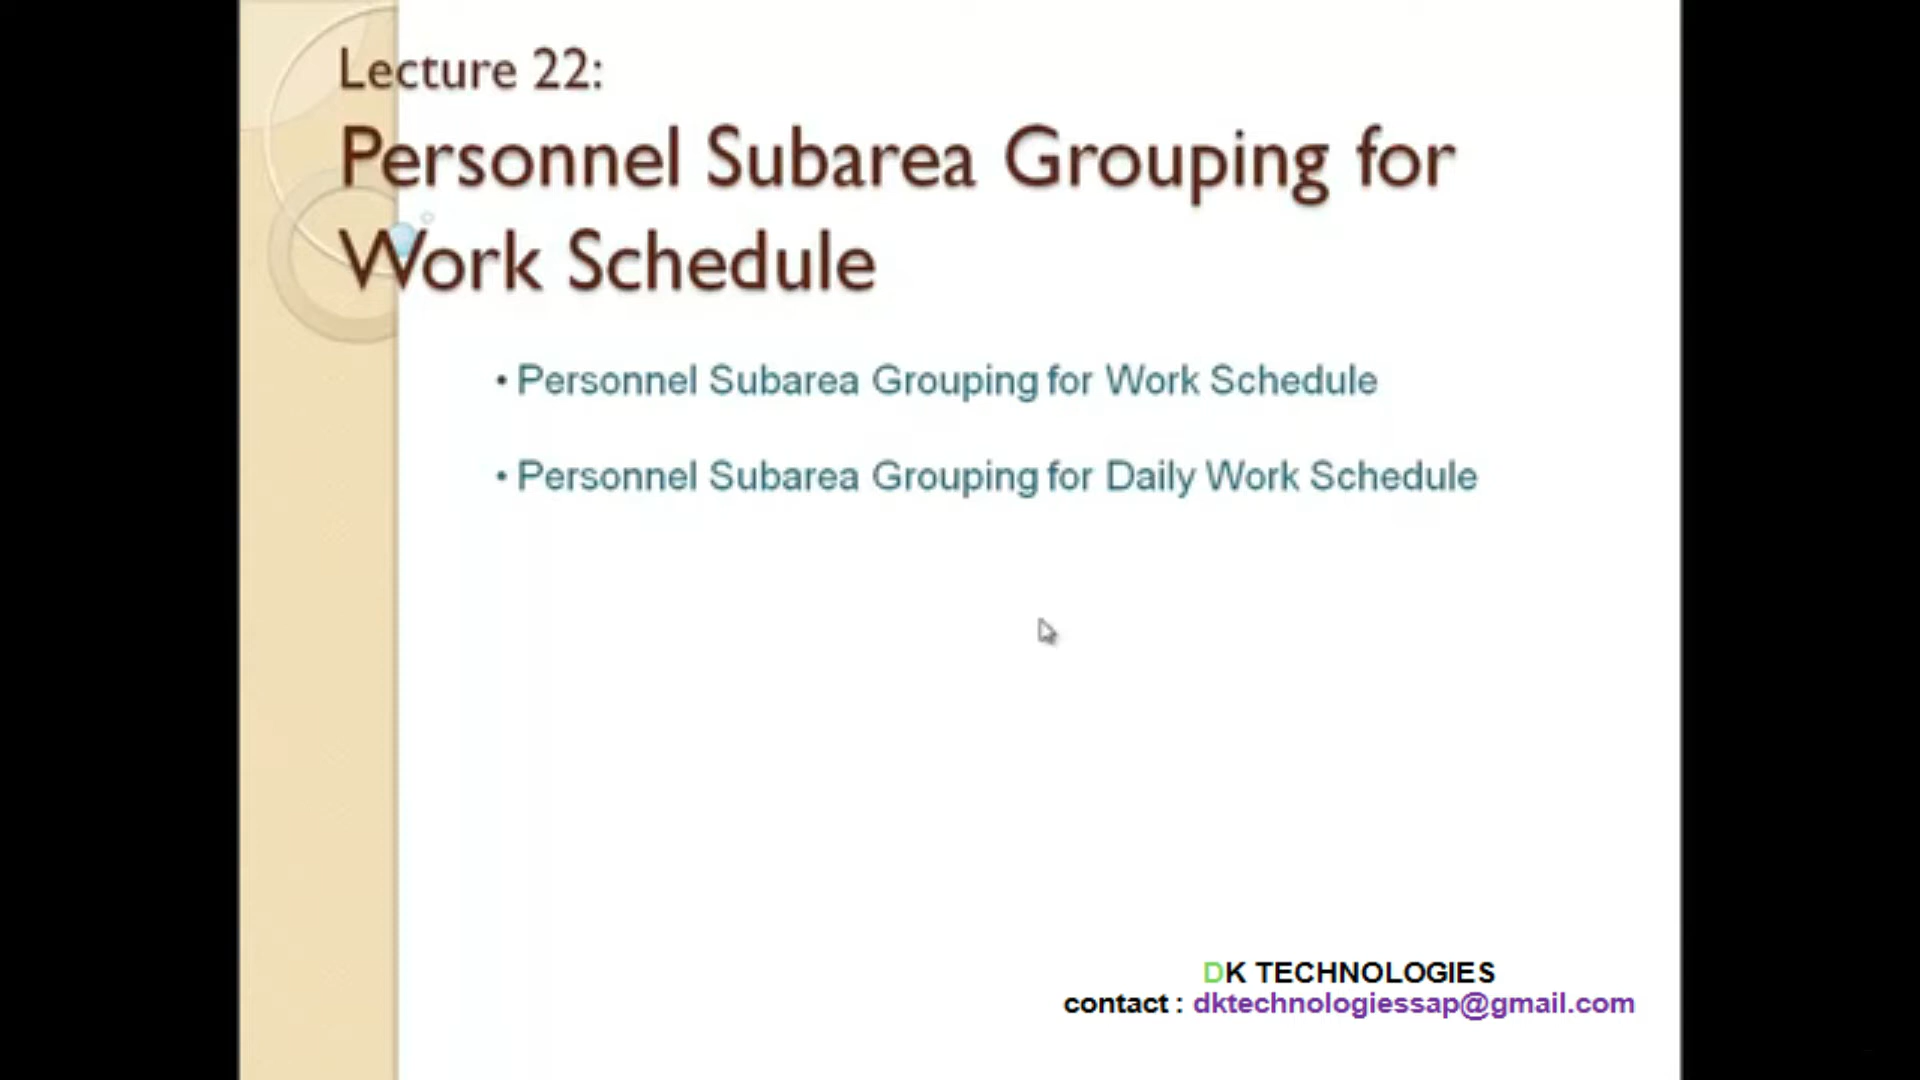 Lecture 22:
Personnel Subarea Grouping for
Work Schedule
• Personnel Subarea Grouping for Work Schedule
• Personnel Subarea Grouping for Daily Work Schedule
DK TECHNOLOGIES
contact : dktechnologiessap@gmail.com